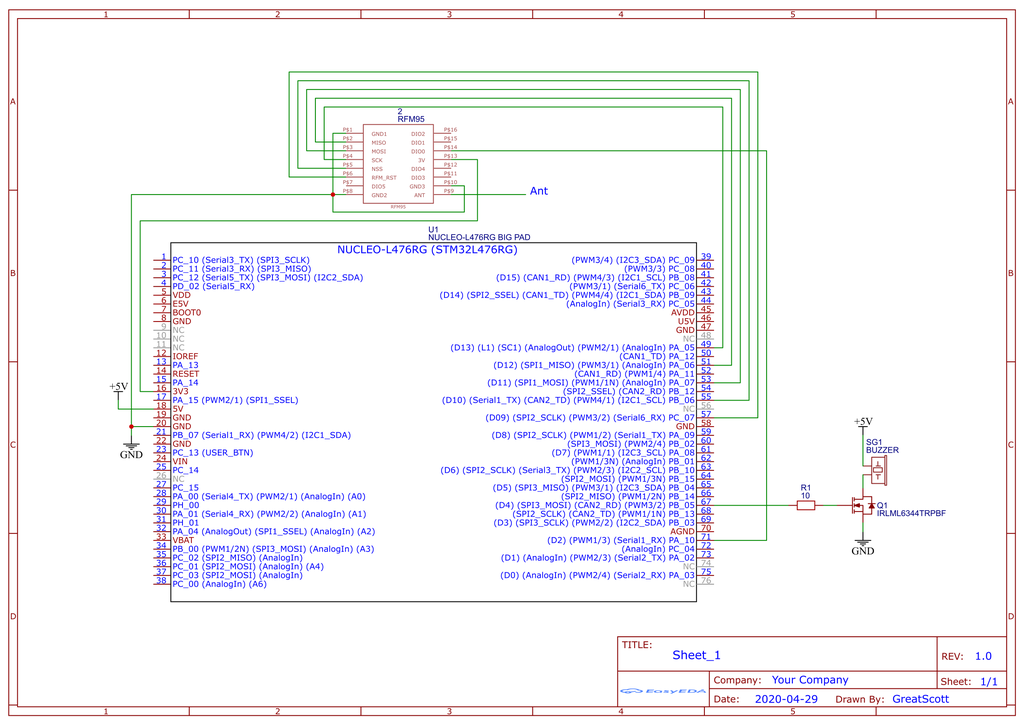 1 2 3 4 5
A A
2
RFM95
P$1 GND1 DIO2 P$16
P$2 MISO DIO1 P$15
P$3 MOSI DIO0 P$14
P$4 SCK 3V P$13
P$5 NSS DIO4 P$12
P$6 RFM_RST DIO3 P$11
P$7 DIO5 GND3 P$10
P$8 GND2 ANT P$9
Ant
RFM95
U1
NUCLEO-L476RG BIG PAD
NUCLEO-L476RG (STM32L476RG)
1 PC_10 (Serial3_TX) (SPI3_SCLK) (PWM3/4) (I2C3_SDA) PC_09 39
2 PC_11 (Serial3_RX) (SPI3_MISO) (PWM3/3) PC_08 40
B B
3 PC_12 (Serial5_TX) (SPI3_MOSI) (I2C2_SDA) (D15) (CAN1_RD) (PWM4/3) (I2C1_SCL) PB_08 41
4 PD_02 (Serial5_RX) (PWM3/1) (Serial6_TX) PC_06 42
5 VDD (D14) (SPI2_SSEL) (CAN1_TD) (PWM4/4) (I2C1_SDA) PB_09 43
6 E5V (AnalogIn) (Serial3_RX) PC_05 44
7 BOOT0 AVDD 45
8 GND U5V 46
9 NC GND 47
10 NC NC 48
11 NC (D13) (L1) (SC1) (AnalogOut) (PWM2/1) (AnalogIn) PA_05 49
12 IOREF (CAN1_TD) PA_12 50
13 PA_13 (D12) (SPI1_MISO) (PWM3/1) (AnalogIn) PA_06 51
14 RESET (CAN1_RD) (PWM1/4) PA_11 52
15 PA_14 (D11) (SPI1_MOSI) (PWM1/1N) (AnalogIn) PA_07 53
+5V
16 3V3 (SPI2_SSEL) (CAN2_RD) PB_12 54
17 PA_15 (PWM2/1) (SPI1_SSEL) (D10) (Serial1_TX) (CAN2_TD) (PWM4/1) (I2C1_SCL) PB_06 55
18 5V NC 56
19 GND (D09) (SPI2_SCLK) (PWM3/2) (Serial6_RX) PC_07 57
20 GND GND 58
+5V
21 PB_07 (Serial1_RX) (PWM4/2) (I2C1_SDA) (D8) (SPI2_SCLK) (PWM1/2) (Serial1_TX) PA_09 59
22 GND (SPI3_MOSI) (PWM2/4) PB_02 60
C C
SG1
BUZZER
23 PC_13 (USER_BTN) (D7) (PWM1/1) (I2C3_SCL) PA_08 61
GND
24 VIN (PWM1/3N) (AnalogIn) PB_01 62
25 PC_14 (D6) (SPI2_SCLK) (Serial3_TX) (PWM2/3) (I2C2_SCL) PB_10 63
26 NC (SPI2_MOSI) (PWM1/3N) PB_15 64
27 PC_15 (D5) (SPI3_MISO) (PWM3/1) (I2C3_SDA) PB_04 65
28 PA_00 (Serial4_TX) (PWM2/1) (AnalogIn) (A0) (SPI2_MISO) (PWM1/2N) PB_14 66
29 PH_00 (D4) (SPI3_MOSI) (CAN2_RD) (PWM3/2) PB_05 67
R1
10
Q1
IRLML6344TRPBF
30 PA_01 (Serial4_RX) (PWM2/2) (AnalogIn) (A1) (SPI2_SCLK) (CAN2_TD) (PWM1/1N) PB_13 68
31 PH_01 (D3) (SPI3_SCLK) (PWM2/2) (I2C2_SDA) PB_03 69
32 PA_04 (AnalogOut) (SPI1_SSEL) (AnalogIn) (A2) AGND 70
33 VBAT (D2) (PWM1/3) (Serial1_RX) PA_10 71
34 PB_00 (PWM1/2N) (SPI3_MOSI) (AnalogIn) (A3) (AnalogIn) PC_04 72
GND
35 PC_02 (SPI2_MISO) (AnalogIn) (D1) (AnalogIn) (PWM2/3) (Serial2_TX) PA_02 73
36 PC_01 (SPI2_MOSI) (AnalogIn) (A4) NC 74
37 PC_03 (SPI2_MOSI) (AnalogIn) (D0) (AnalogIn) (PWM2/4) (Serial2_RX) PA_03 75
38 PC_00 (AnalogIn) (A6) NC 76
D D
TITLE:
Sheet_1
REV: 1.0
EasyEDA
Company: Your Company
Sheet: 1/1
Date: 2020-04-29 Drawn By: GreatScott
1 2 3 4 5